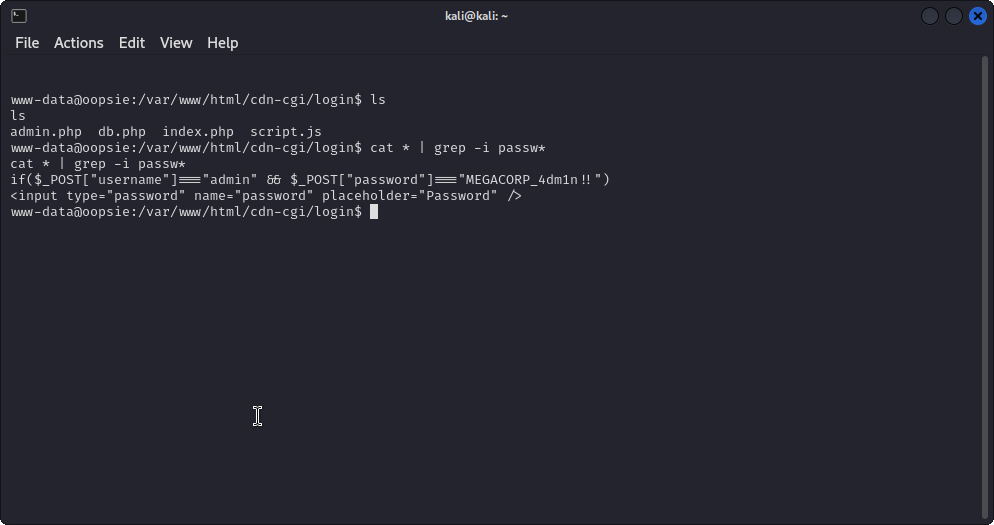 kali@kali: ~
File Actions Edit View Help
www-data@oopsie:/var/www/html/cdn-cgi/login$ ls
ls
admin.php  db.php  index.php  script.js
www-data@oopsie:/var/www/html/cdn-cgi/login$ cat * | grep -i passw*
cat * | grep -i passw*
if($_POST["username"]==="admin" && $_POST["password"]==="MEGACORP_4dm1n!!")
<input type="password" name="password" placeholder="Password" />
www-data@oopsie:/var/www/html/cdn-cgi/login$